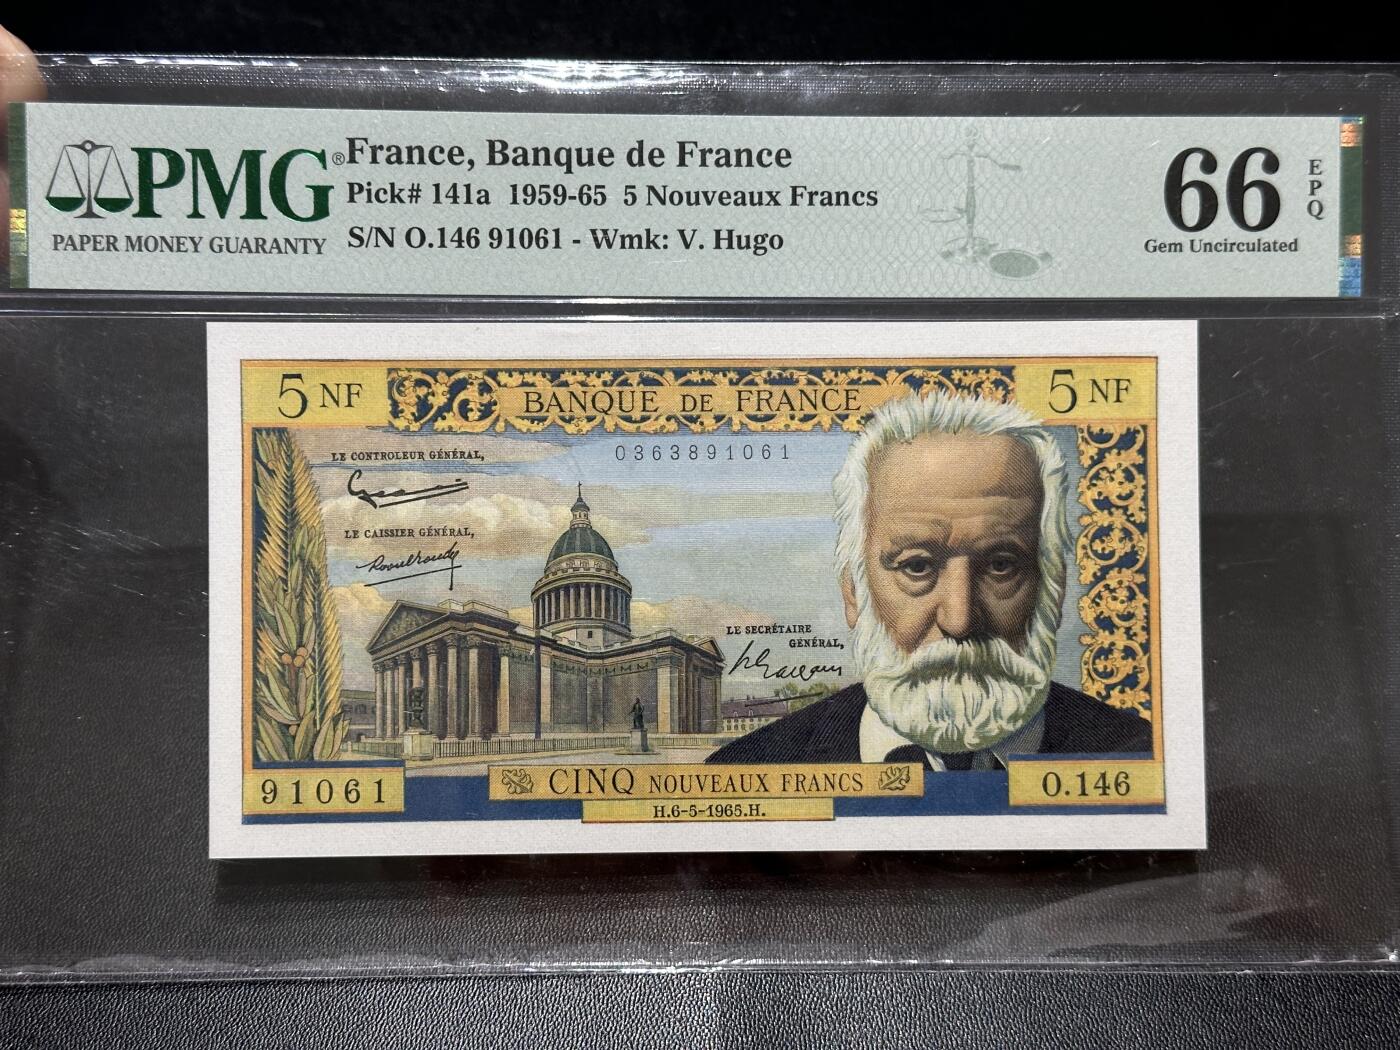 PMG®
PAPER MONEY GUARANTY
France, Banque de France
Pick# 141a 1959-65 5 Nouveaux Francs
S/N O.146 91061 - Wmk: V. Hugo
66
EPQ
Gem Uncirculated
5 NF
BANQUE DE FRANCE
5 NF
LE CONTROLEUR GÉNÉRAL,
0363891061
LE CAISSIER GÉNÉRAL,
LE SECRÉTAIRE
GÉNÉRAL,
91061
CINQ NOUVEAUX FRANCS
O.146
H.6-5-1965.H.